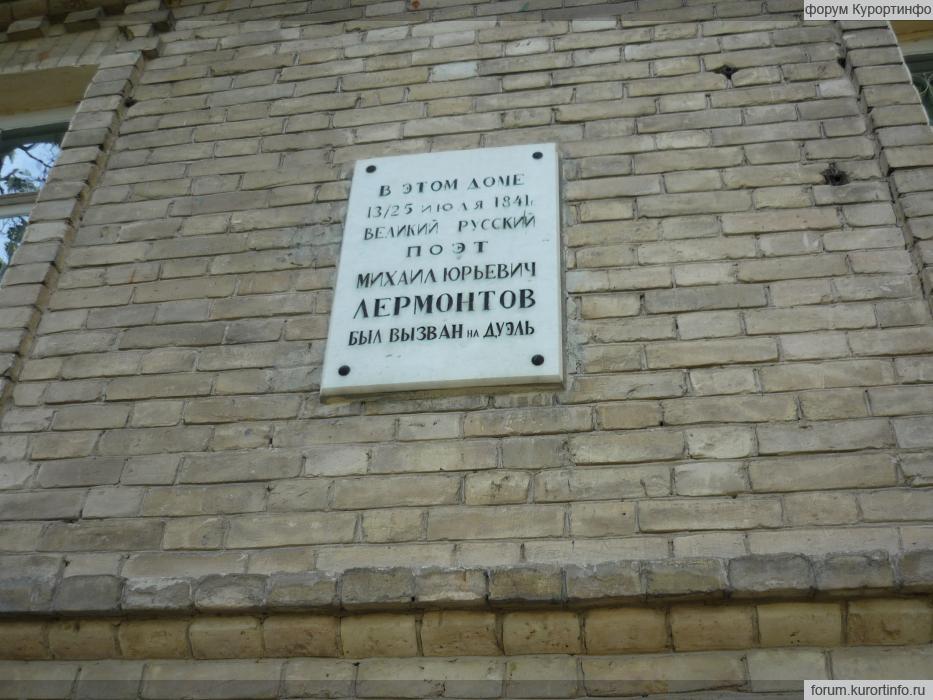 форум Курортинфо
В ЭТОМ ДОМЕ
13/25 ИЮЛЯ 1841г.
ВЕЛИКИЙ РУССКИЙ
ПОЭТ
МИХАИЛ ЮРЬЕВИЧ
ЛЕРМОНТОВ
БЫЛ ВЫЗВАН НА ДУЭЛЬ
forum.kurortinfo.ru